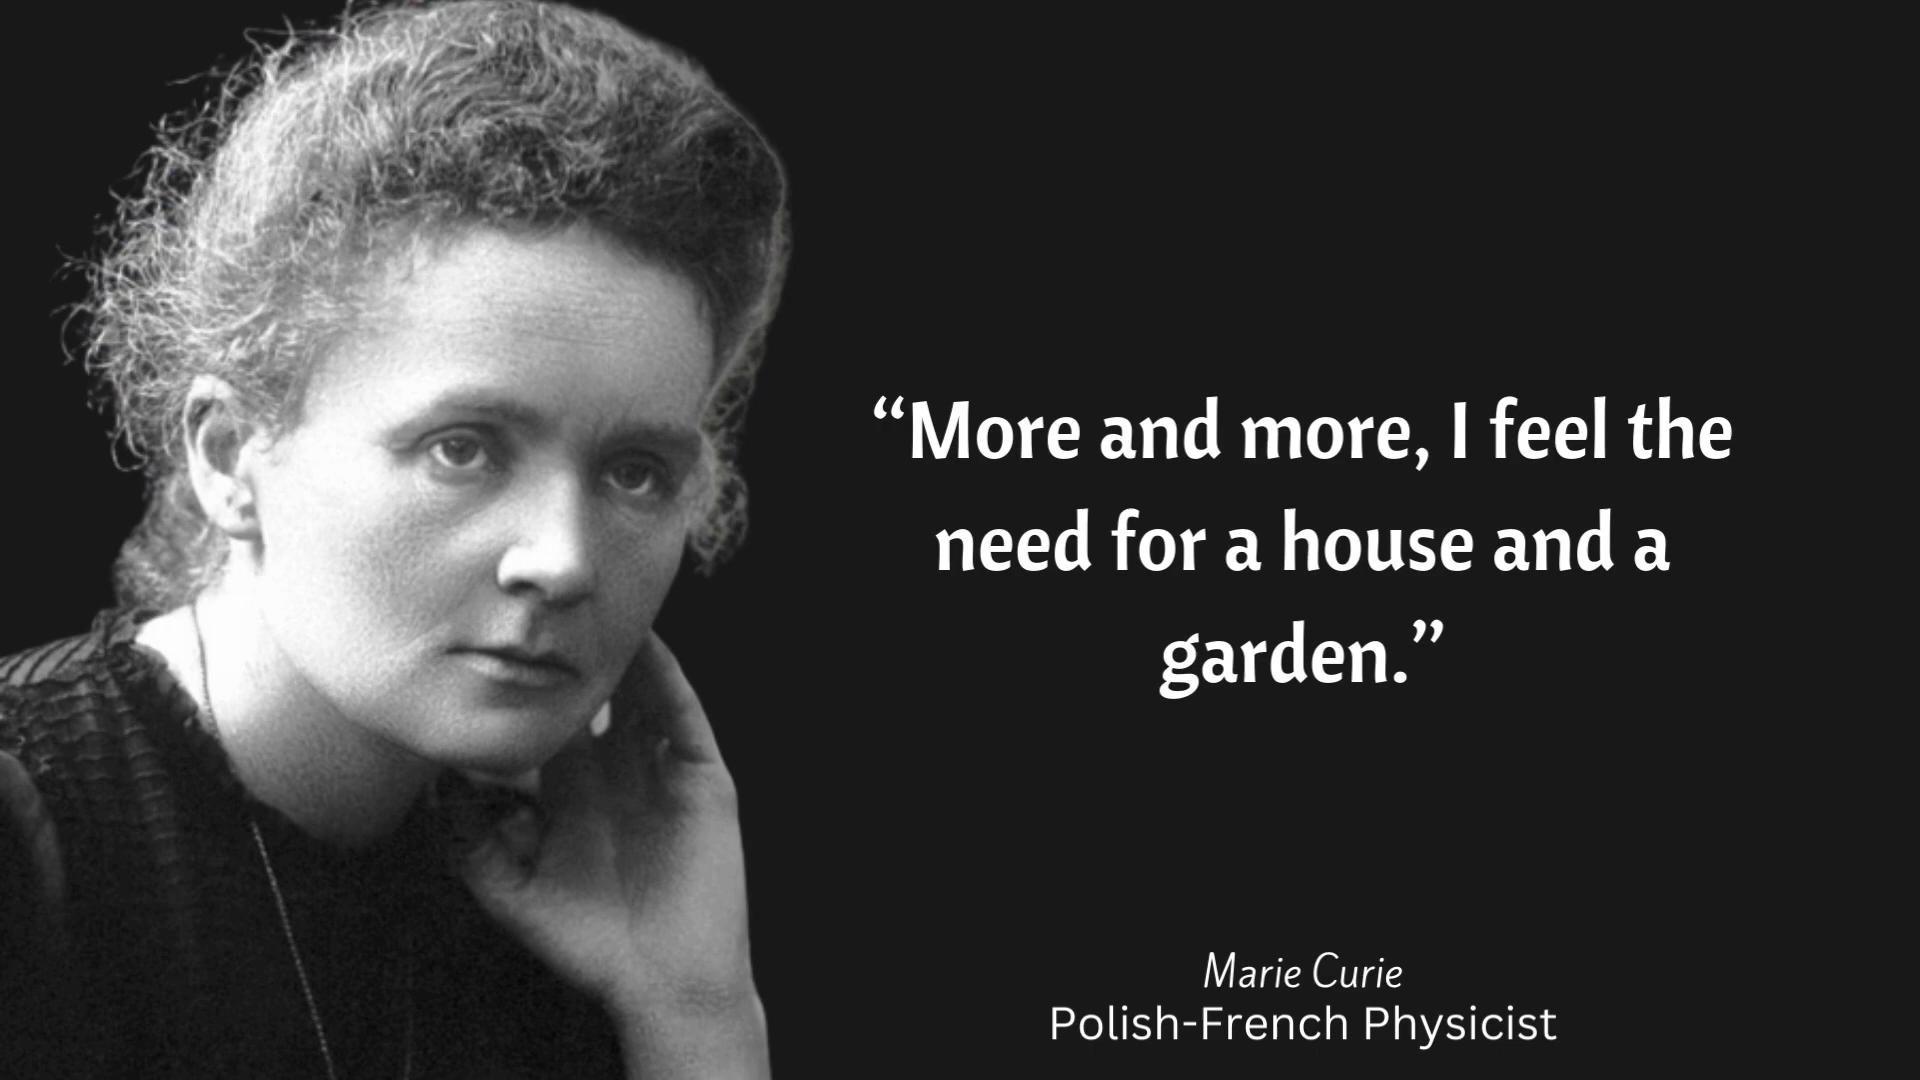 “More and more, I feel the
need for a house and a
garden.”
Marie Curie
Polish-French Physicist